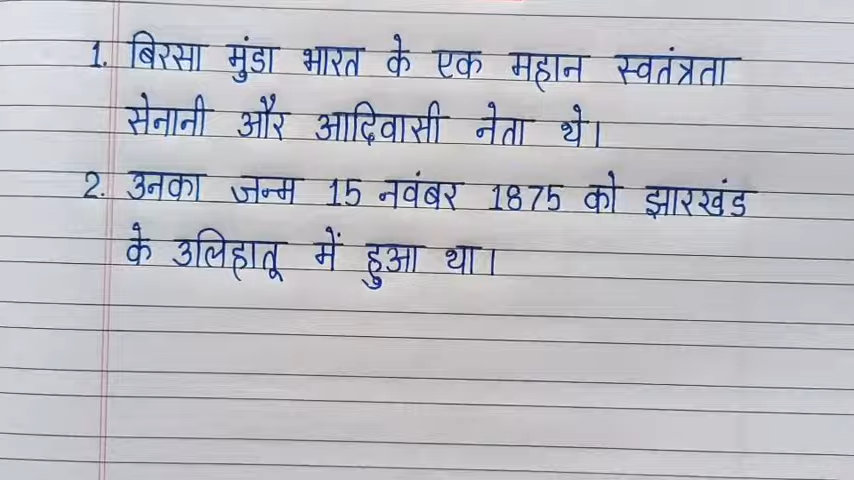 1. बिरसा मुंडा भारत के एक महान स्वतंत्रता
सेनानी और आदिवासी नेता थे।
2. उनका जन्म 15 नवंबर 1875 को झारखंड
के उलिहातू में हुआ था।